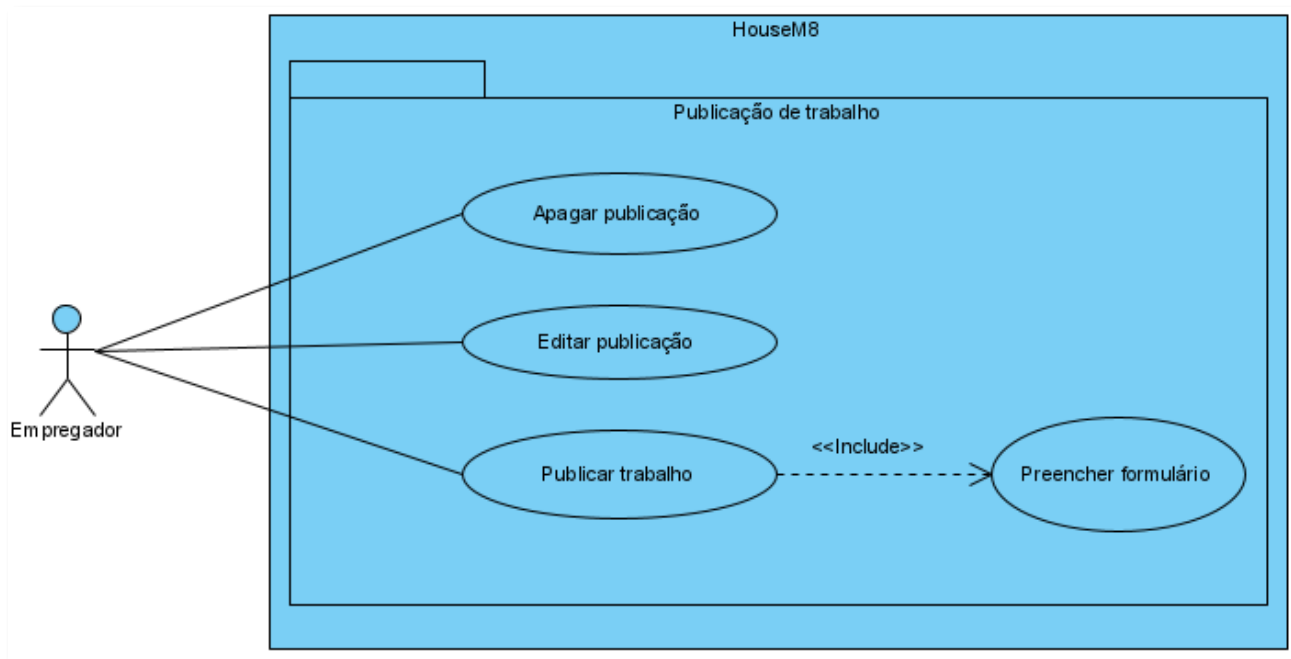 HouseM8
Publicação de trabalho
Apagar publicação
Editar publicação
Empregador
<<Include>>
Publicar trabalho
Preencher formulário